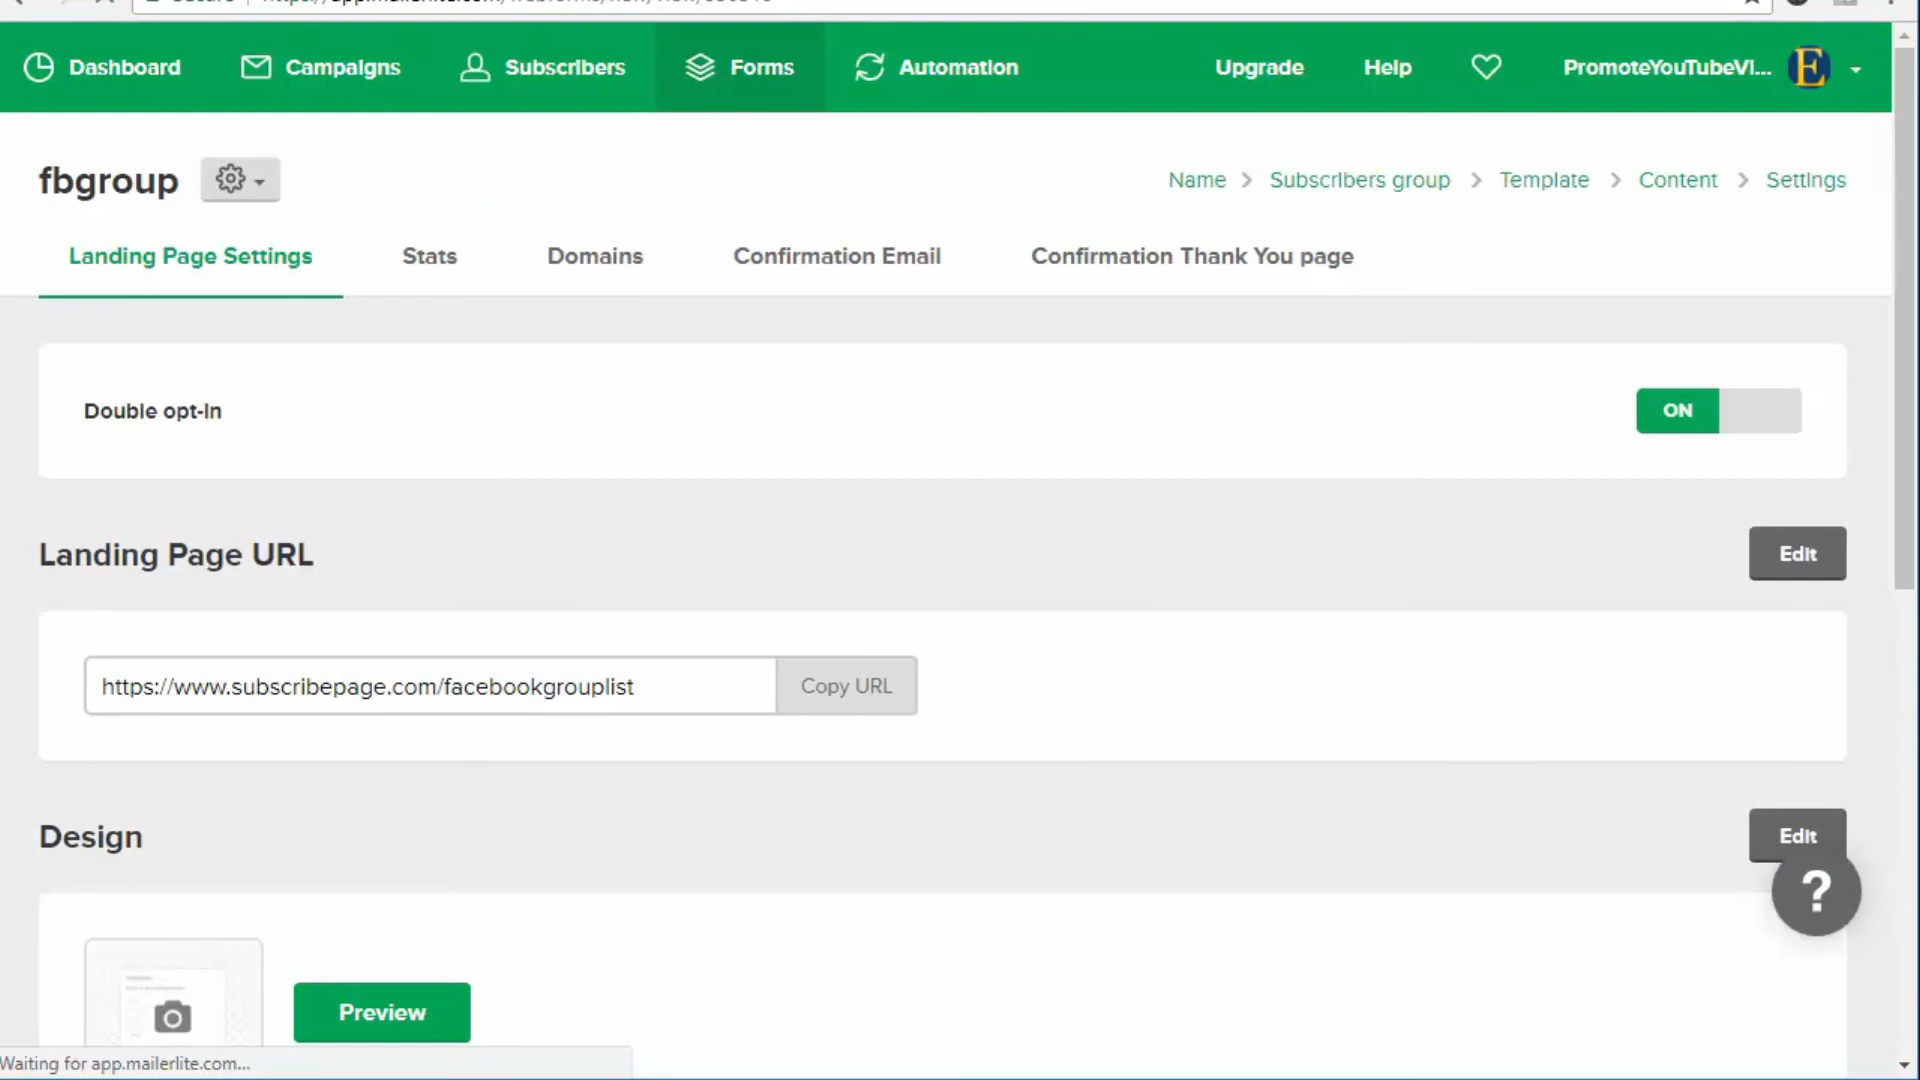 Dashboard
Campaigns
Subscribers
Forms
Automation
Upgrade
Help
PromoteYouTubeVI...
E
fbgroup
Name > Subscribers group > Template > Content > Settings
Landing Page Settings
Stats
Domains
Confirmation Email
Confirmation Thank You page
Double opt-in
ON
Landing Page URL
Edit
https://www.subscribepage.com/facebookgrouplist
Copy URL
Design
Edit
?
Preview
Waiting for app.mailerlite.com...